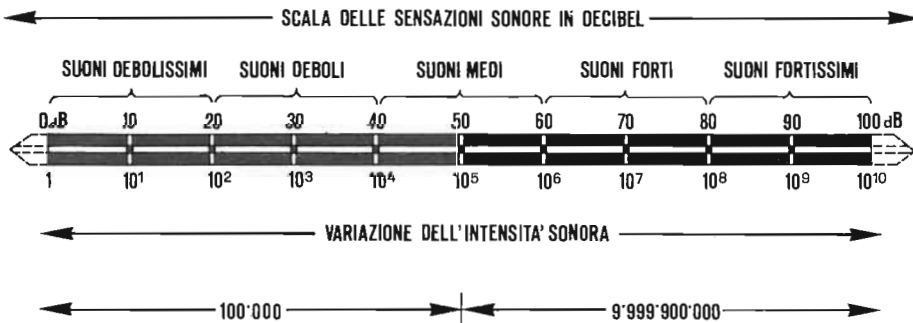 SCALA DELLE SENSAZIONI SONORE IN DECIBEL
SUONI DEBOLISSIMI SUONI DEBOLI SUONI MEDI SUONI FORTI SUONI FORTISSIMI
0 dB 10 20 30 40 50 60 70 80 90 100 dB
1 10¹ 10² 10³ 10⁴ 10⁵ 10⁶ 10⁷ 10⁸ 10⁹ 10¹⁰
VARIAZIONE DELL'INTENSITA' SONORA
100'000 9'999'900'000